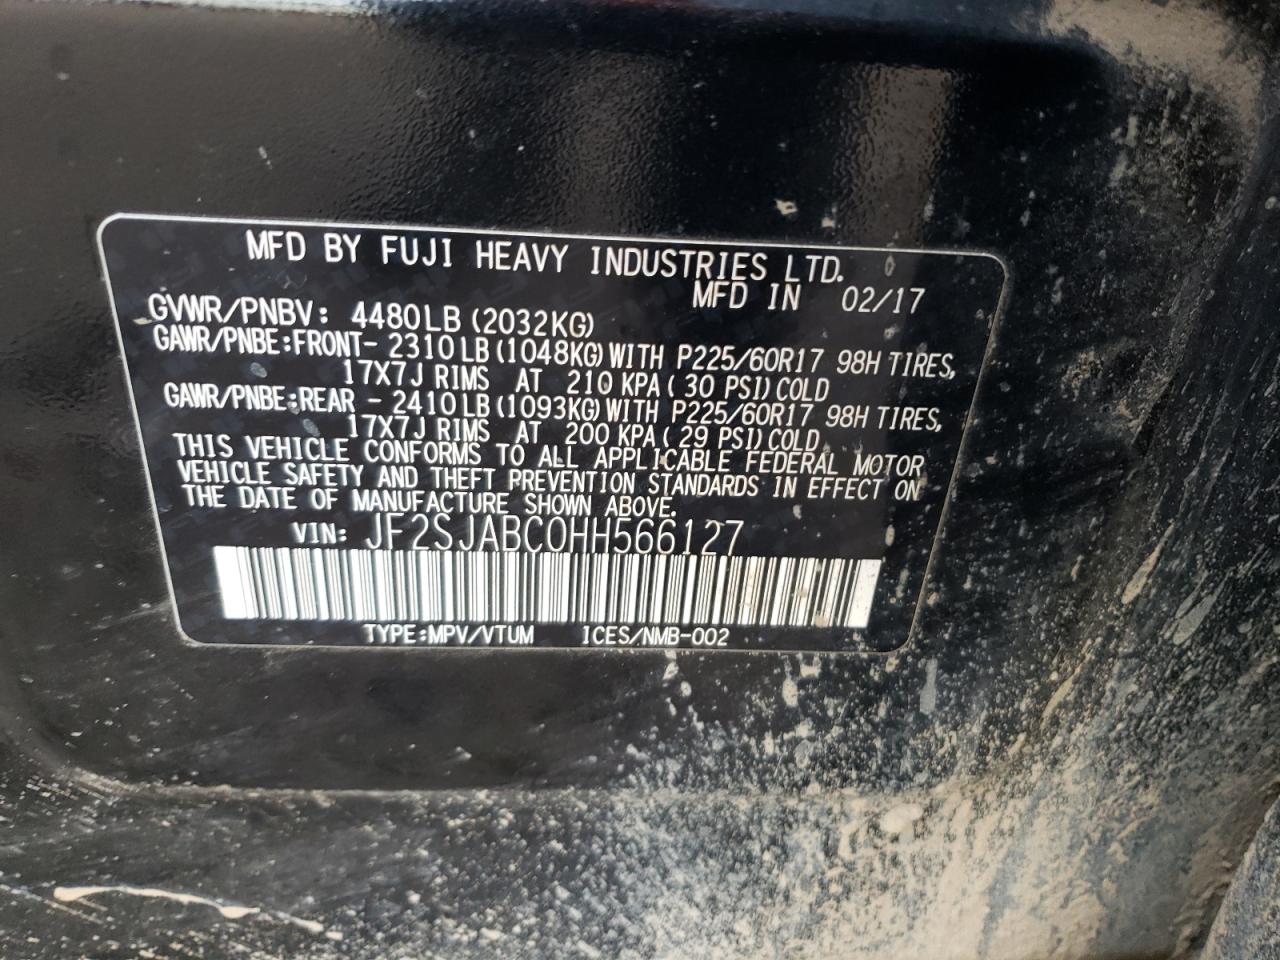 MFD BY FUJI HEAVY INDUSTRIES LTD.
MFD IN 02/17
GVWR/PNBV: 4480LB (2032KG)
GAWR/PNBE:FRONT- 2310LB (1048KG) WITH P225/60R17 98H TIRES,
17X7J RIMS AT 210 KPA ( 30 PSI) COLD
GAWR/PNBE:REAR - 2410LB (1093KG) WITH P225/60R17 98H TIRES,
17X7J RIMS AT 200 KPA ( 29 PSI) COLD
THIS VEHICLE CONFORMS TO ALL APPLICABLE FEDERAL MOTOR
VEHICLE SAFETY AND THEFT PREVENTION STANDARDS IN EFFECT ON
THE DATE OF MANUFACTURE SHOWN ABOVE.
VIN: JF2SJABC0HH566127
TYPE:MPV/VTUM ICES/NMB-002